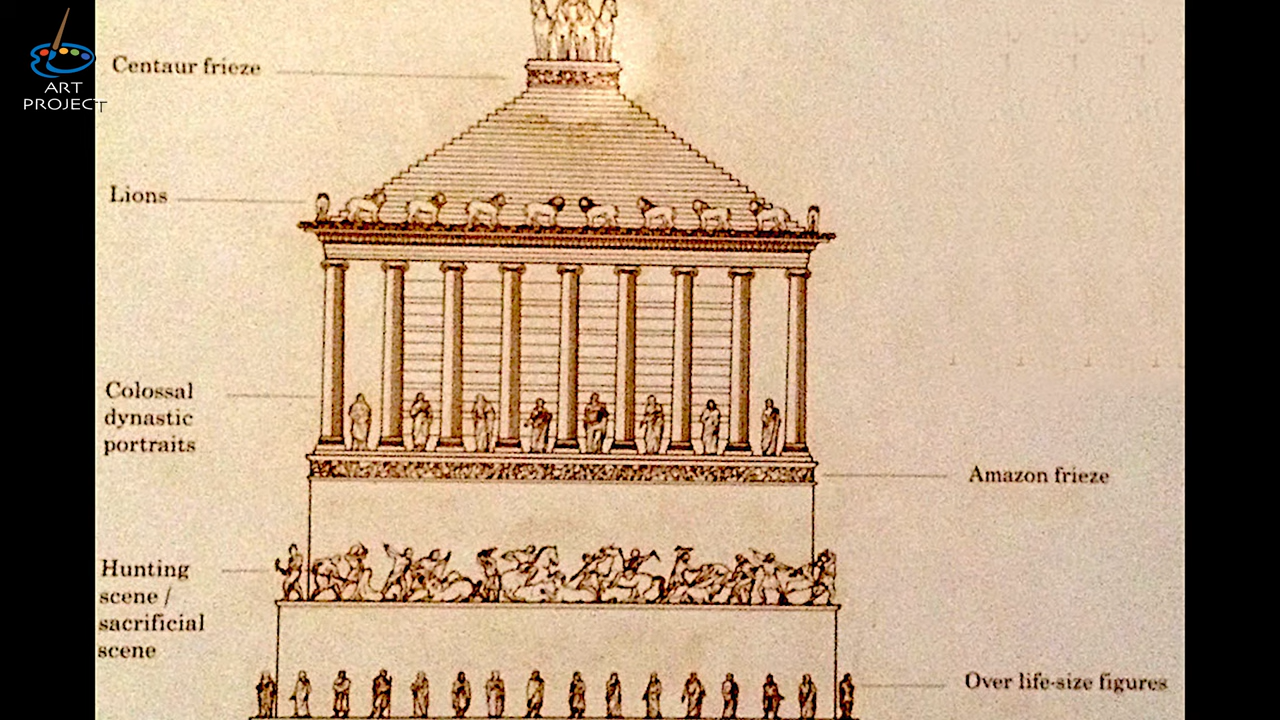 ART
PROJECT
Centaur frieze
Lions
Colossal
dynastic
portraits
Amazon frieze
Hunting
scene /
sacrificial
scene
Over life-size figures